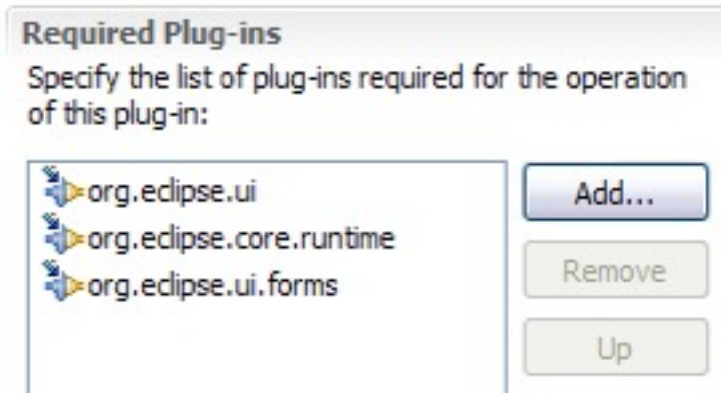 Required Plug-ins
Specify the list of plug-ins required for the operation
of this plug-in:
org.eclipse.ui
Add...
org.eclipse.core.runtime
Remove
org.eclipse.ui.forms
Up